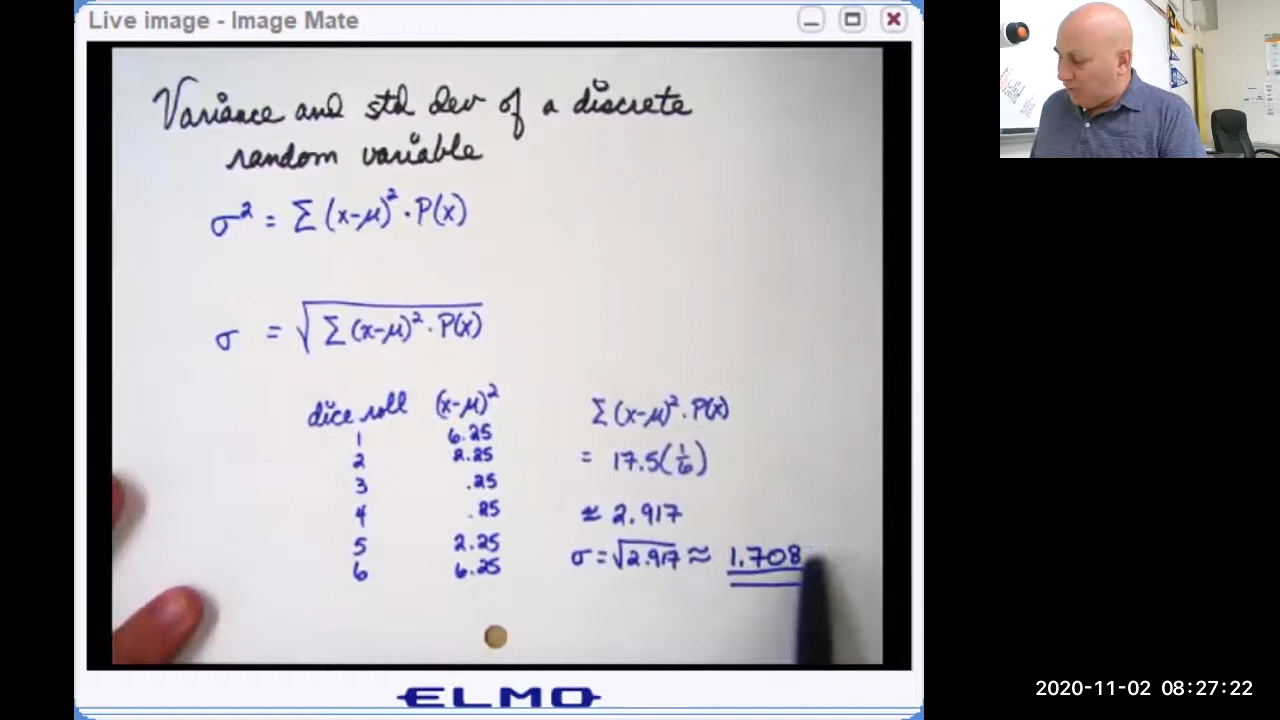 Live image - Image Mate
Variance and std dev of a discrete
random variable
σ² = Σ (x-μ)² · P(x)
σ = √Σ (x-μ)² · P(x)
dice roll (x-μ)²
1 6.25
2 2.25
3 .25
4 .25
5 2.25
6 6.25
Σ (x-μ)² · P(x)
= 17.5(1/6)
≈ 2.917
σ = √2.917 ≈ 1.708
ELMO
2020-11-02 08:27:22